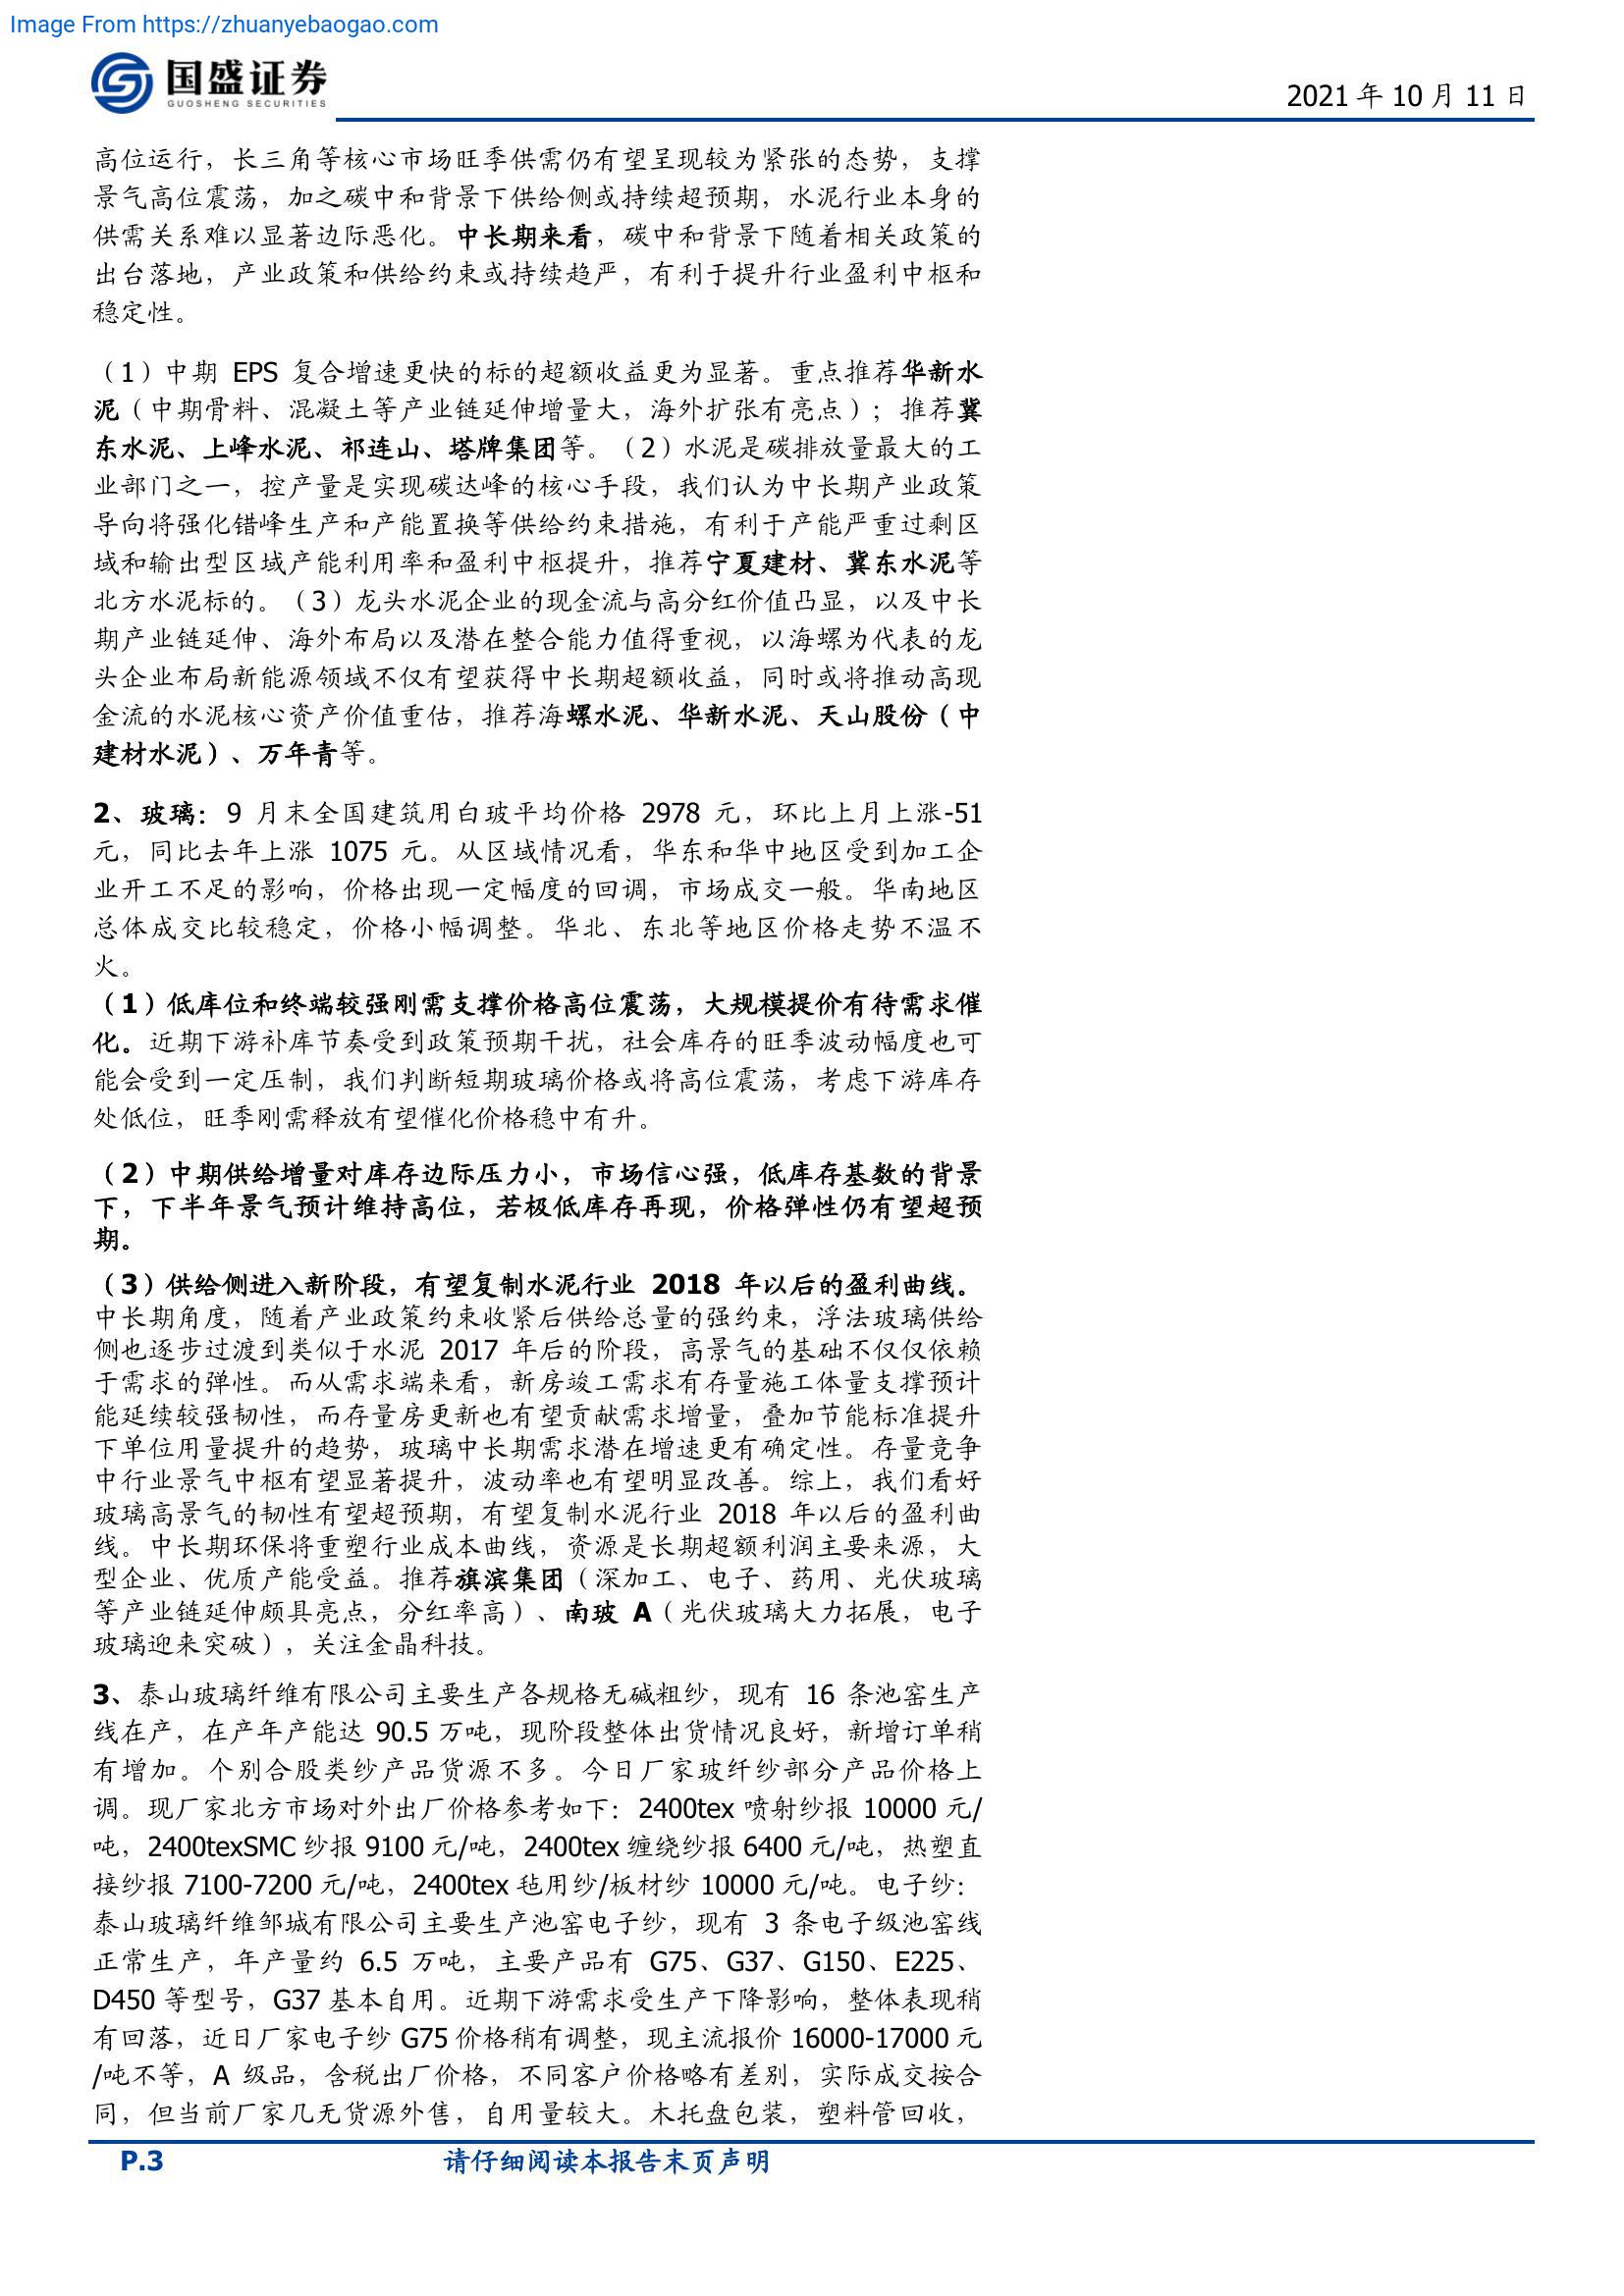 Image From https://zhuanyebaogao.com
国盛证券
GUOSHENG SECURITIES
2021 年 10 月 11 日
高位运行，长三角等核心市场旺季供需仍有望呈现较为紧张的态势，支撑
景气高位震荡，加之碳中和背景下供给侧或持续超预期，水泥行业本身的
供需关系难以显著边际恶化。中长期来看，碳中和背景下随着相关政策的
出台落地，产业政策和供给约束或持续趋严，有利于提升行业盈利中枢和
稳定性。
（1）中期 EPS 复合增速更快的标的超额收益更为显著。重点推荐华新水
泥（中期骨料、混凝土等产业链延伸增量大，海外扩张有亮点）；推荐冀
东水泥、上峰水泥、祁连山、塔牌集团等。（2）水泥是碳排放量最大的工
业部门之一，控产量是实现碳达峰的核心手段，我们认为中长期产业政策
导向将强化错峰生产和产能置换等供给约束措施，有利于产能严重过剩区
域和输出型区域产能利用率和盈利中枢提升，推荐宁夏建材、冀东水泥等
北方水泥标的。（3）龙头水泥企业的现金流与高分红价值凸显，以及中长
期产业链延伸、海外布局以及潜在整合能力值得重视，以海螺为代表的龙
头企业布局新能源领域不仅有望获得中长期超额收益，同时或将推动高现
金流的水泥核心资产价值重估，推荐海螺水泥、华新水泥、天山股份（中
建材水泥）、万年青等。
2、玻璃：9 月末全国建筑用白玻平均价格 2978 元，环比上月上涨-51
元，同比去年上涨 1075 元。从区域情况看，华东和华中地区受到加工企
业开工不足的影响，价格出现一定幅度的回调，市场成交一般。华南地区
总体成交比较稳定，价格小幅调整。华北、东北等地区价格走势不温不
火。
（1）低库位和终端较强刚需支撑价格高位震荡，大规模提价有待需求催
化。近期下游补库节奏受到政策预期干扰，社会库存的旺季波动幅度也可
能会受到一定压制，我们判断短期玻璃价格或将高位震荡，考虑下游库存
处低位，旺季刚需释放有望催化价格稳中有升。
（2）中期供给增量对库存边际压力小，市场信心强，低库存基数的背景
下，下半年景气预计维持高位，若极低库存再现，价格弹性仍有望超预
期。
（3）供给侧进入新阶段，有望复制水泥行业 2018 年以后的盈利曲线。
中长期角度，随着产业政策约束收紧后供给总量的强约束，浮法玻璃供给
侧也逐步过渡到类似于水泥 2017 年后的阶段，高景气的基础不仅仅依赖
于需求的弹性。而从需求端来看，新房竣工需求有存量施工体量支撑预计
能延续较强韧性，而存量房更新也有望贡献需求增量，叠加节能标准提升
下单位用量提升的趋势，玻璃中长期需求潜在增速更有确定性。存量竞争
中行业景气中枢有望显著提升，波动率也有望明显改善。综上，我们看好
玻璃高景气的韧性有望超预期，有望复制水泥行业 2018 年以后的盈利曲
线。中长期环保将重塑行业成本曲线，资源是长期超额利润主要来源，大
型企业、优质产能受益。推荐旗滨集团（深加工、电子、药用、光伏玻璃
等产业链延伸颇具亮点，分红率高）、南玻 A（光伏玻璃大力拓展，电子
玻璃迎来突破），关注金晶科技。
3、泰山玻璃纤维有限公司主要生产各规格无碱粗纱，现有 16 条池窑生产
线在产，在产年产能达 90.5 万吨，现阶段整体出货情况良好，新增订单稍
有增加。个别合股类纱产品货源不多。今日厂家玻纤纱部分产品价格上
调。现厂家北方市场对外出厂价格参考如下：2400tex 喷射纱报 10000 元/
吨，2400texSMC 纱报 9100 元/吨，2400tex 缠绕纱报 6400 元/吨，热塑直
接纱报 7100-7200 元/吨，2400tex 毡用纱/板材纱 10000 元/吨。电子纱：
泰山玻璃纤维邹城有限公司主要生产池窑电子纱，现有 3 条电子级池窑线
正常生产，年产量约 6.5 万吨，主要产品有 G75、G37、G150、E225、
D450 等型号，G37 基本自用。近期下游需求受生产下降影响，整体表现稍
有回落，近日厂家电子纱 G75 价格稍有调整，现主流报价 16000-17000 元
/吨不等，A 级品，含税出厂价格，不同客户价格略有差别，实际成交按合
同，但当前厂家几无货源外售，自用量较大。木托盘包装，塑料管回收，
P.3
请仔细阅读本报告末页声明